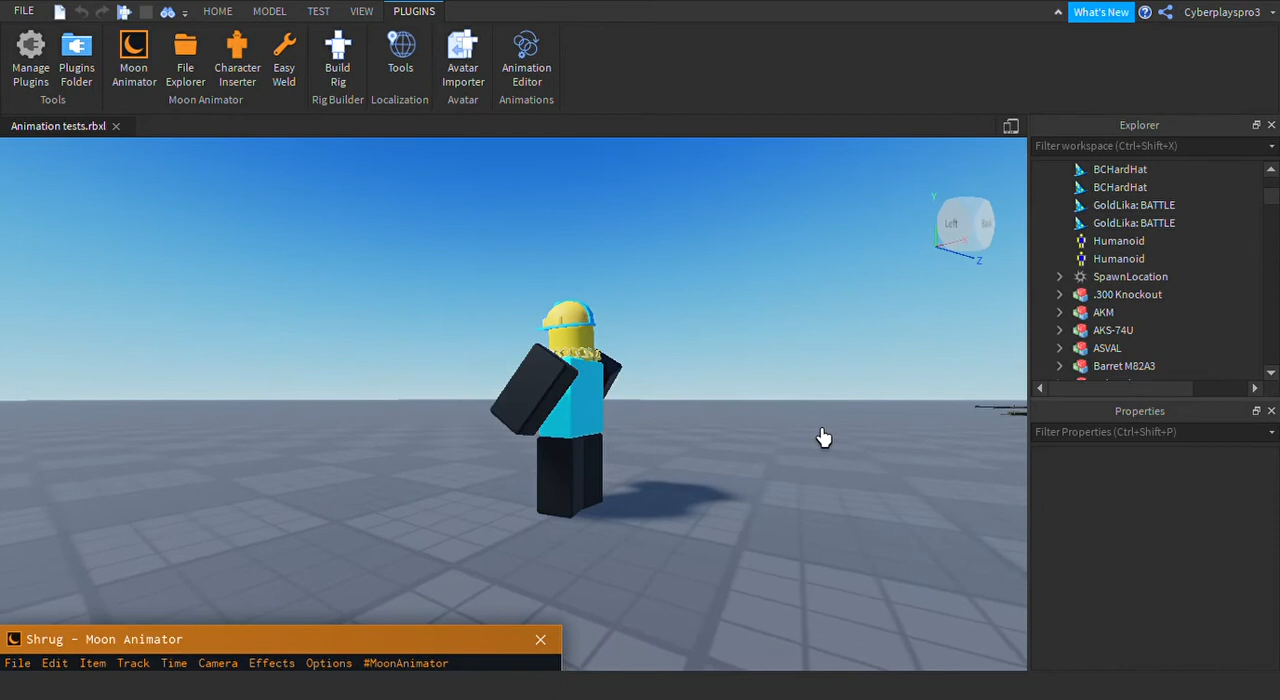 FILE HOME MODEL TEST VIEW PLUGINS What's New Cyberplayspro3
Manage Plugins
Plugins Folder
Moon Animator
File Explorer
Character Inserter
Easy Weld
Build Rig
Tools
Avatar Importer
Animation Editor
Tools Moon Animator Rig Builder Localization Avatar Animations
Animation tests.rbxl
Explorer
Filter workspace (Ctrl+Shift+X)
BCHardHat
BCHardHat
GoldLika: BATTLE
GoldLika: BATTLE
Humanoid
Humanoid
SpawnLocation
.300 Knockout
AKM
AKS-74U
ASVAL
Barret M82A3
Y
Left
Z
Properties
Filter Properties (Ctrl+Shift+P)
Shrug - Moon Animator
File Edit Item Track Time Camera Effects Options #MoonAnimator